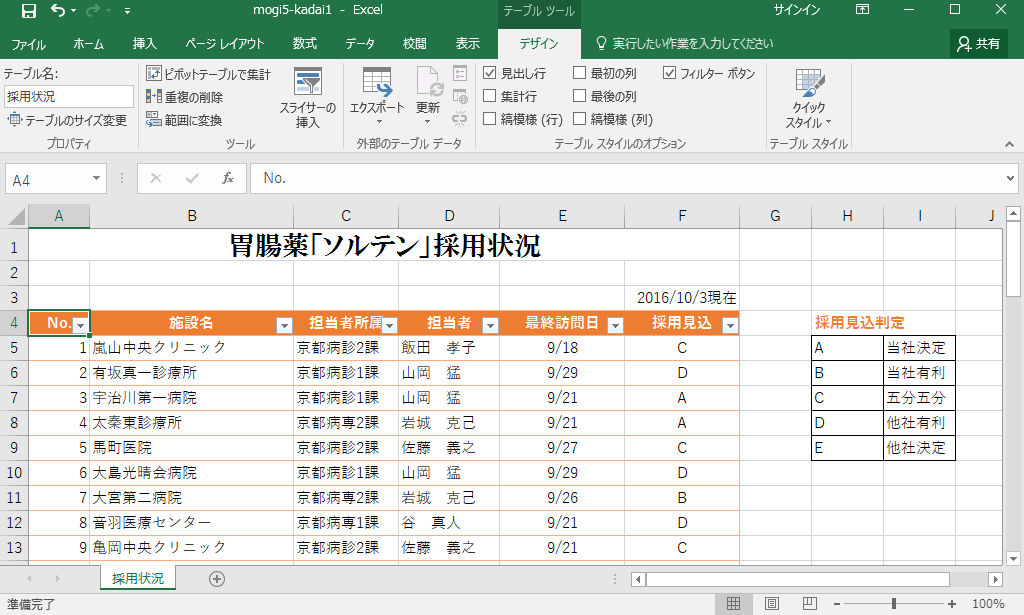 mogi5-kadai1 - Excel
テーブル ツール
サインイン
ファイル ホーム 挿入 ページ レイアウト 数式 データ 校閲 表示 デザイン 実行したい作業を入力してください 共有
テーブル名:
採用状況
テーブルのサイズ変更
プロパティ
ピボットテーブルで集計
重複の削除
範囲に変換
スライサーの
挿入
ツール
エクスポート
更新
外部のテーブル データ
見出し行 最初の列 フィルター ボタン
集計行 最後の列
縞模様 (行) 縞模様 (列)
テーブル スタイルのオプション
クイック
スタイル
テーブル スタイル
A4 fx No.
A B C D E F G H I J
1 胃腸薬「ソルテン」採用状況
2
3 2016/10/3現在
4 No. 施設名 担当者所属 担当者 最終訪問日 採用見込 採用見込判定
5 1 嵐山中央クリニック 京都病診2課 飯田 孝子 9/18 C A 当社決定
6 2 有坂真一診療所 京都病診1課 山岡 猛 9/29 D B 当社有利
7 3 宇治川第一病院 京都病診1課 山岡 猛 9/21 A C 五分五分
8 4 太秦東診療所 京都病専2課 岩城 克己 9/21 A D 他社有利
9 5 馬町医院 京都病診2課 佐藤 義之 9/27 C E 他社決定
10 6 大島光晴会病院 京都病診1課 山岡 猛 9/29 D
11 7 大宮第二病院 京都病専2課 岩城 克己 9/26 B
12 8 音羽医療センター 京都病専1課 谷 真人 9/21 D
13 9 亀岡中央クリニック 京都病診2課 佐藤 義之 9/21 C
採用状況
準備完了
100%